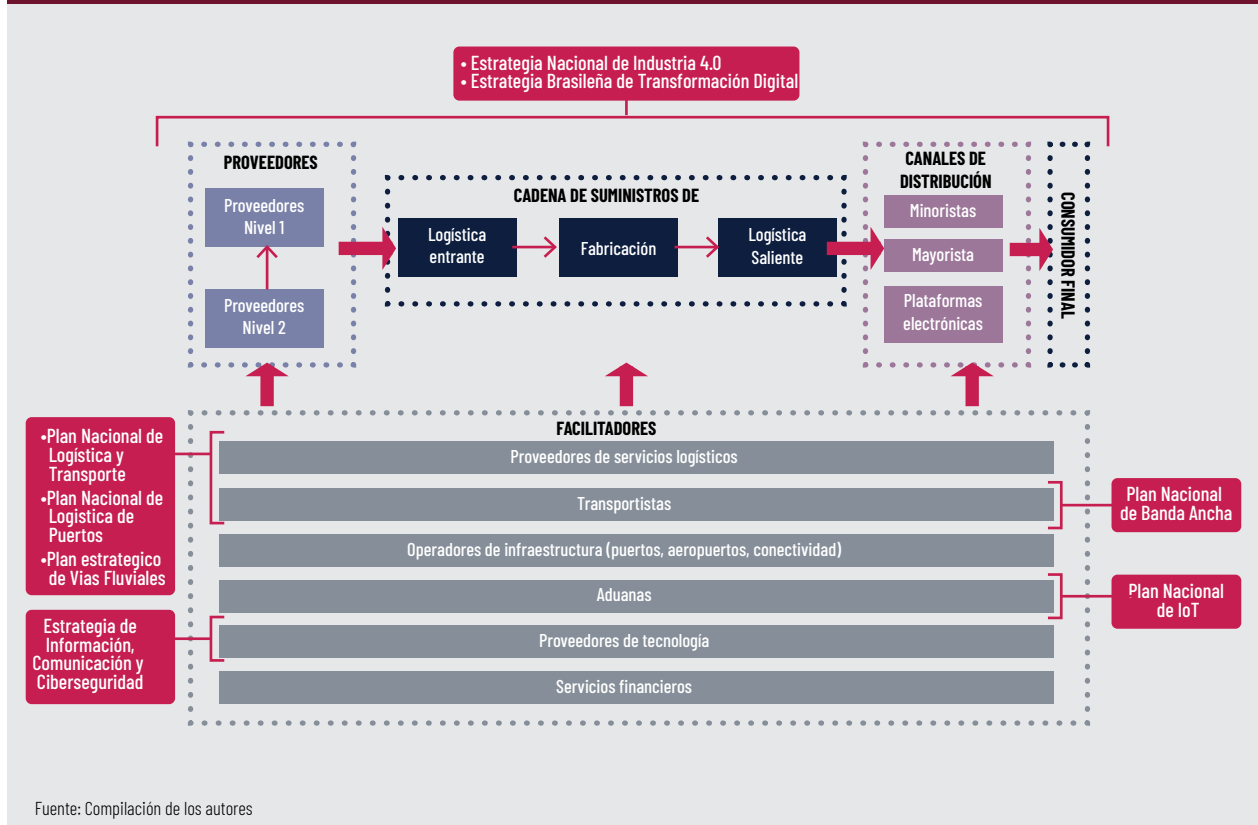 • Estrategia Nacional de Industria 4.0
• Estrategia Brasileña de Transformación Digital
PROVEEDORES
Proveedores
Nivel 1
Proveedores
Nivel 2
CADENA DE SUMINISTROS DE
Logística
entrante
Fabricación
Logística
Saliente
CANALES DE
DISTRIBUCIÓN
Minoristas
Mayorista
Plataformas
electrónicas
CONSUMIDOR FINAL
FACILITADORES
Proveedores de servicios logísticos
Transportistas
Operadores de infraestructura (puertos, aeropuertos, conectividad)
Aduanas
Proveedores de tecnología
Servicios financieros
•Plan Nacional de
Logística y
Transporte
•Plan Nacional de
Logistica de
Puertos
•Plan estrategico
de Vias Fluviales
Estrategia de
Información,
Comunicación y
Ciberseguridad
Plan Nacional
de Banda Ancha
Plan Nacional
de IoT
Fuente: Compilación de los autores